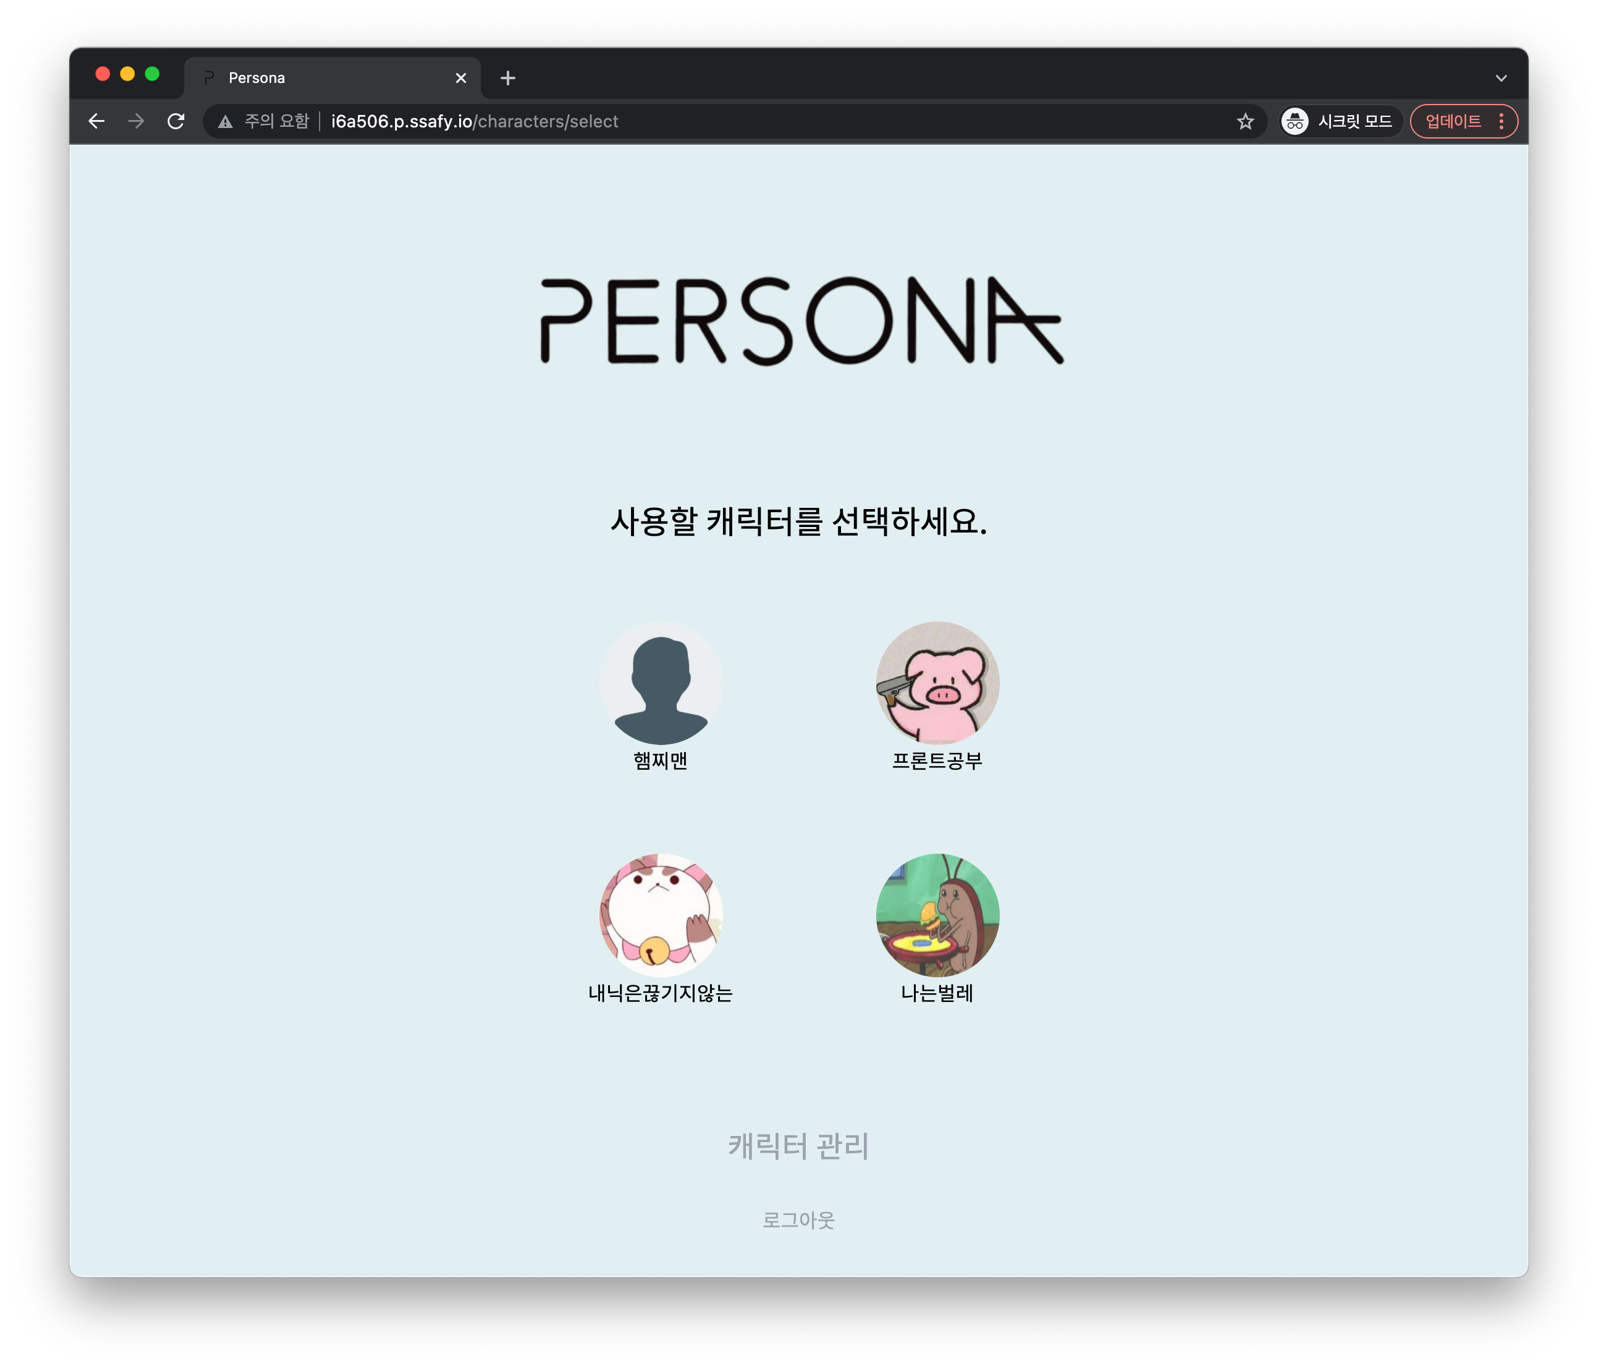 Persona
주의 요함 i6a506.p.ssafy.io/characters/select 시크릿 모드 업데이트
PERSONA
사용할 캐릭터를 선택하세요.
햄찌맨 프론트공부
내닉은끊기지않는 나는벌레
캐릭터 관리
로그아웃